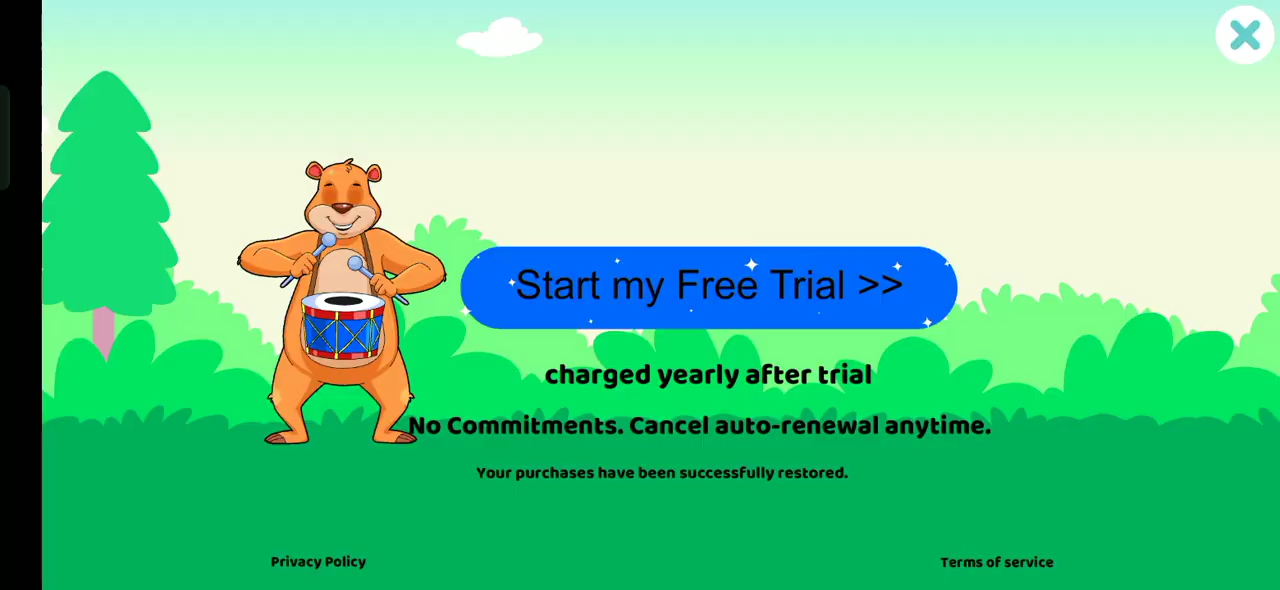 Start my Free Trial >>
charged yearly after trial
No Commitments. Cancel auto-renewal anytime.
Your purchases have been successfully restored.
Privacy Policy
Terms of service